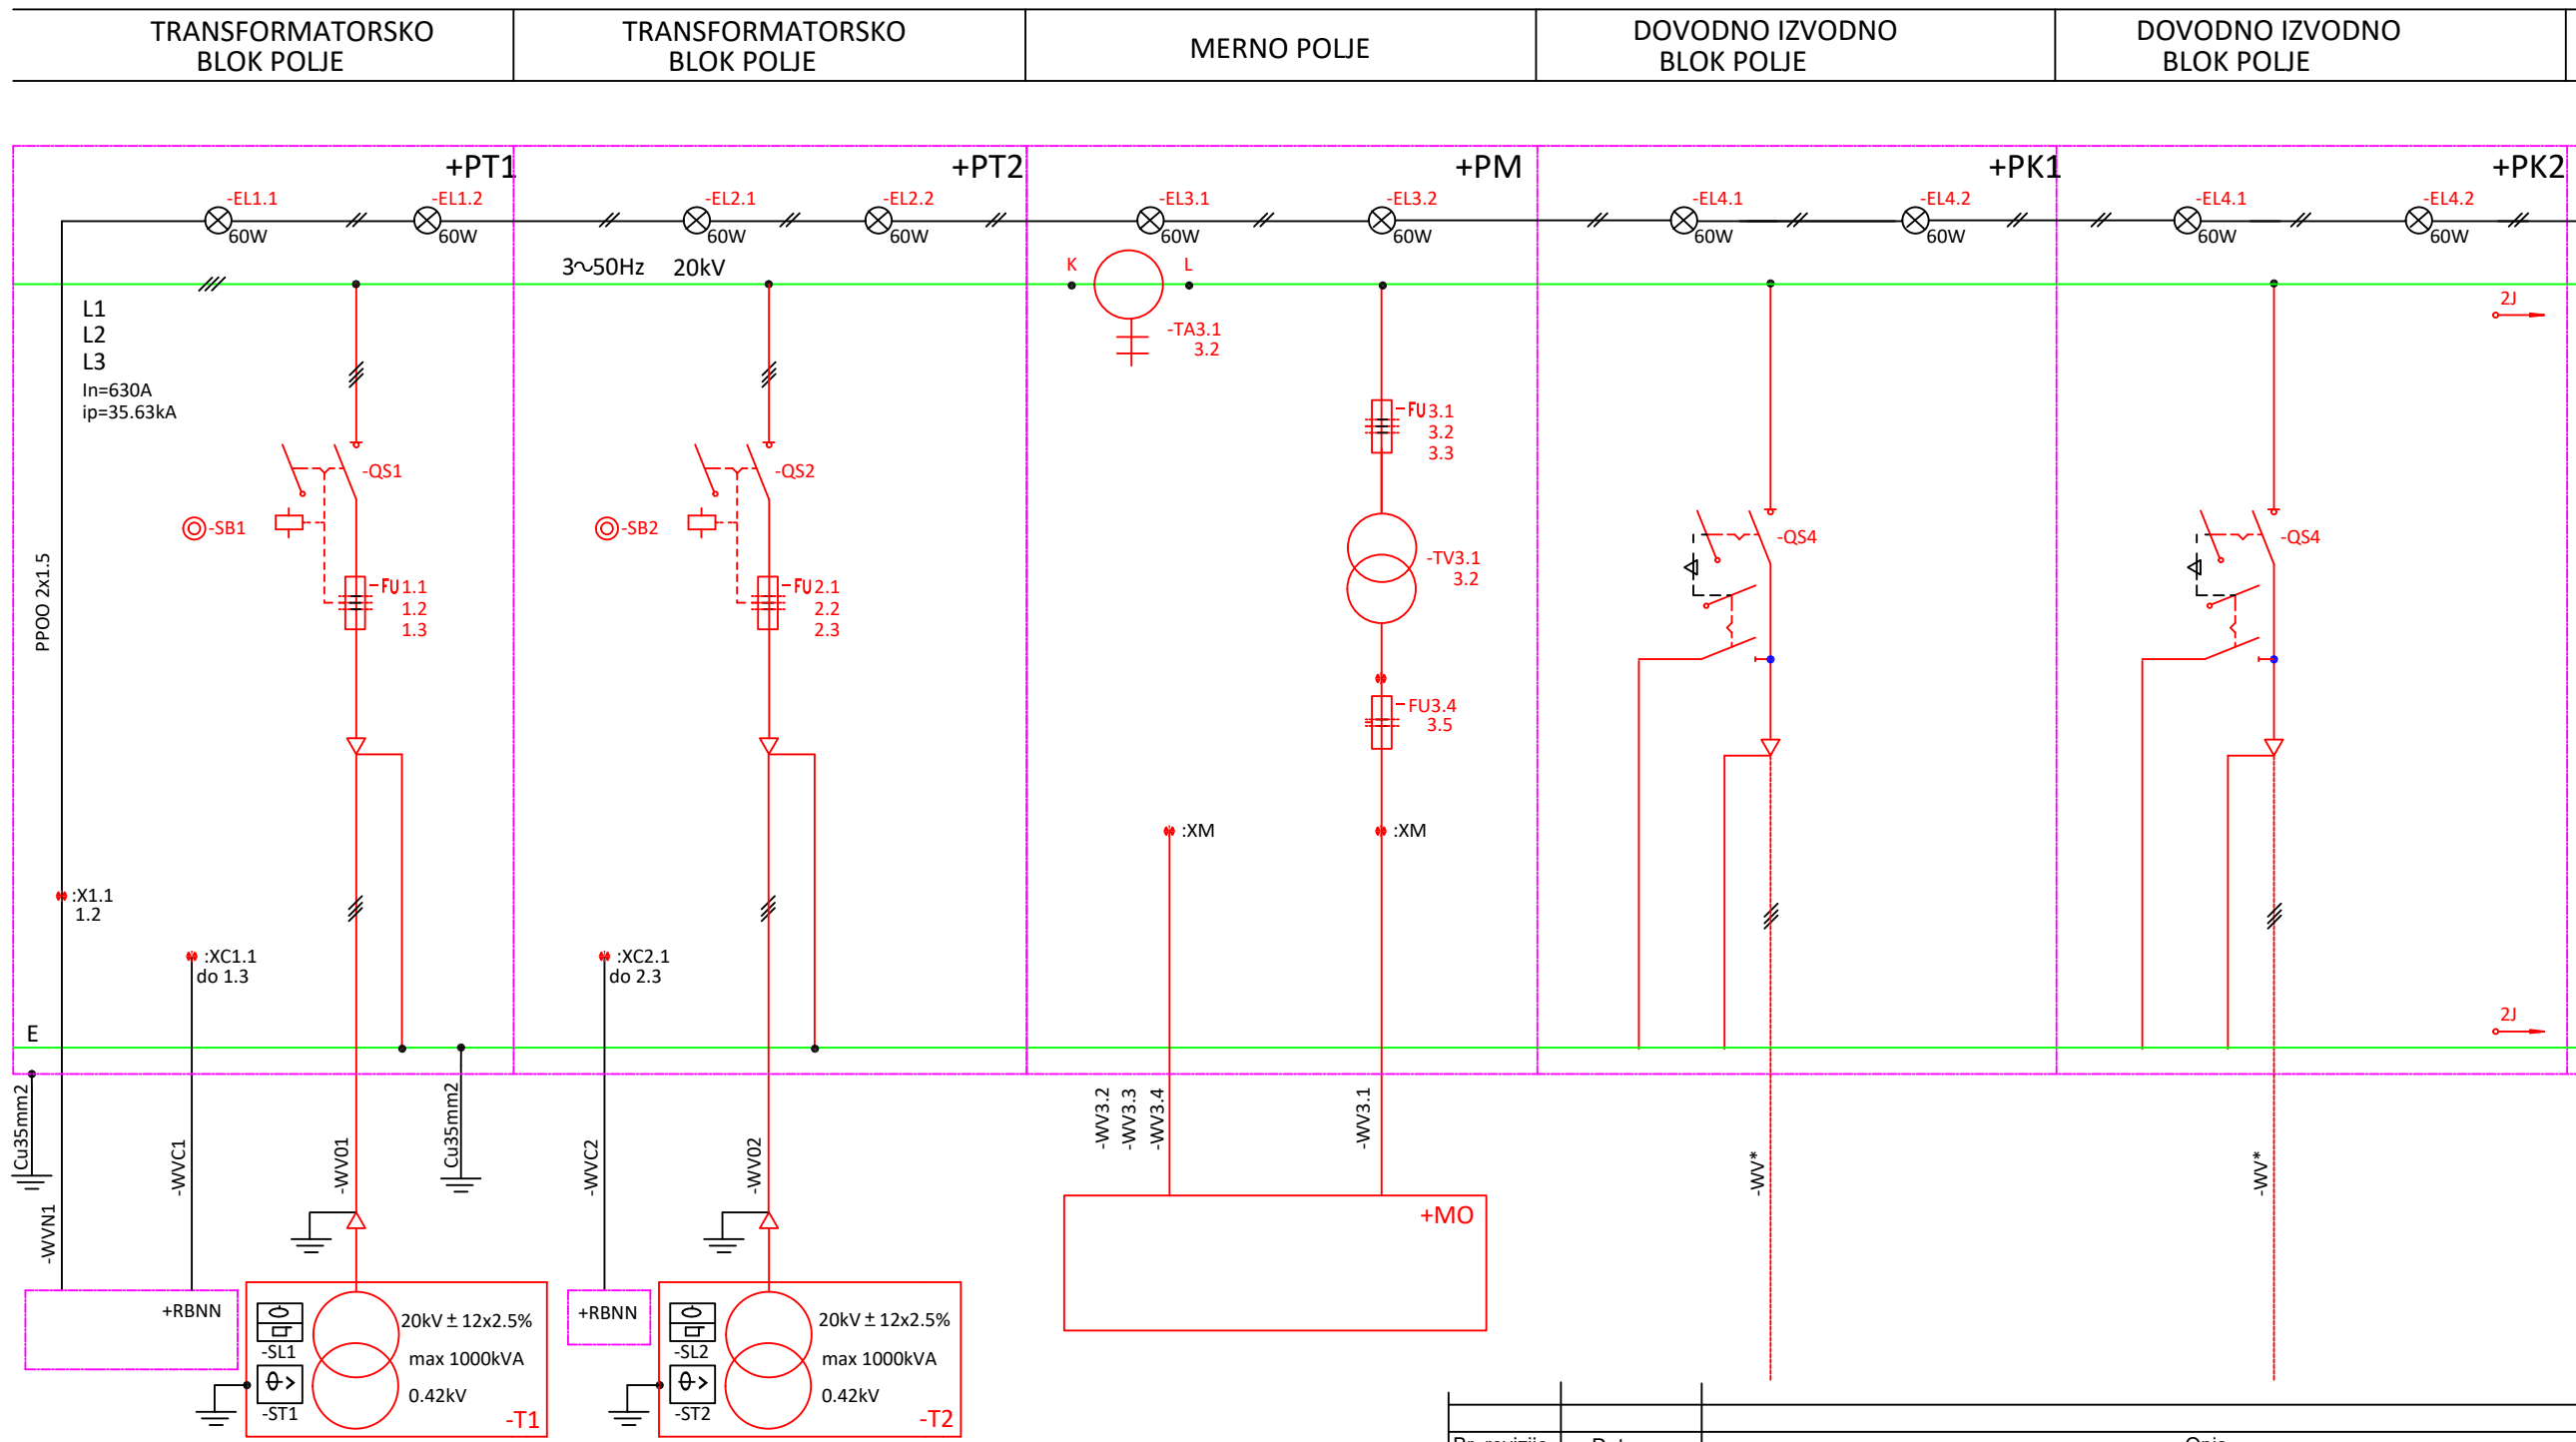 TRANSFORMATORSKO
BLOK POLJE
TRANSFORMATORSKO
BLOK POLJE
MERNO POLJE
DOVODNO IZVODNO
BLOK POLJE
DOVODNO IZVODNO
BLOK POLJE
+PT1
+PT2
+PM
+PK1
+PK2
-EL1.1
60W
-EL1.2
60W
-EL2.1
60W
-EL2.2
60W
-EL3.1
60W
-EL3.2
60W
-EL4.1
60W
-EL4.2
60W
-EL4.1
60W
-EL4.2
60W
3~50Hz 20kV
K
L
L1
L2
L3
In=630A
ip=35.63kA
-TA3.1
3.2
2J
-QS1
-SB1
-FU1.1
1.2
1.3
-QS2
-SB2
-FU2.1
2.2
2.3
-FU3.1
3.2
3.3
-TV3.1
3.2
-FU3.4
3.5
-QS4
-QS4
PPOO 2x1.5
:XM
:XM
:X1.1
1.2
:XC1.1
do 1.3
:XC2.1
do 2.3
E
2J
Cu35mm2
-WVN1
-WVC1
-WV01
Cu35mm2
-WVC2
-WV02
-WV3.2
-WV3.3
-WV3.4
-WV3.1
-WV*
-WV*
+RBNN
-SL1
-ST1
20kV ± 12x2.5%
max 1000kVA
0.42kV
-T1
+RBNN
-SL2
-ST2
20kV ± 12x2.5%
max 1000kVA
0.42kV
-T2
+MO